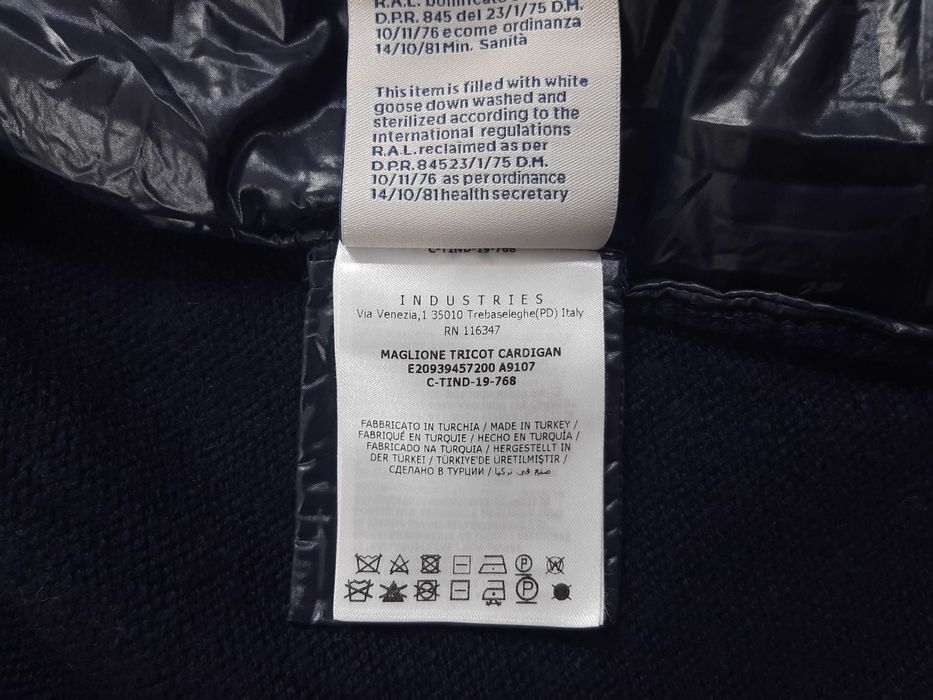 R.A.L. bonificato
D.P.R. 845 del 23/1/75 D.M.
10/11/76 e come ordinanza
14/10/81 Min. Sanità
This item is filled with white
goose down washed and
sterilized according to the
international regulations
R.A.L. reclaimed as per
D.P.R. 84523/1/75 D.M.
10/11/76 as per ordinance
14/10/81 health secretary
C-TIND-19-768
INDUSTRIES
Via Venezia,1 35010 Trebaseleghe(PD) Italy
RN 116347
MAGLIONE TRICOT CARDIGAN
E20939457200 A9107
C-TIND-19-768
FABBRICATO IN TURCHIA / MADE IN TURKEY /
FABRIQUÉ EN TURQUIE / HECHO EN TURQUÍA /
FABRICADO NA TURQUIA / HERGESTELLT IN
DER TÜRKEI / TÜRKİYE'DE ÜRETILMIŞTIR /
СДЕЛАНО В ТУРЦИИ / صنع في تركيا
P
W
P